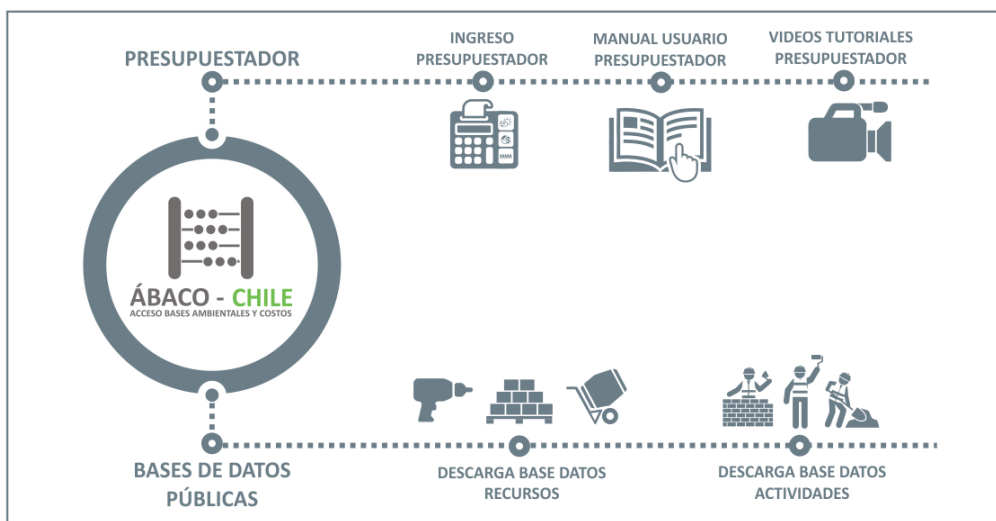 PRESUPUESTADOR
INGRESO
PRESUPUESTADOR
MANUAL USUARIO
PRESUPUESTADOR
VIDEOS TUTORIALES
PRESUPUESTADOR
ÁBACO - CHILE
ACCESO BASES AMBIENTALES Y COSTOS
BASES DE DATOS
PÚBLICAS
DESCARGA BASE DATOS
RECURSOS
DESCARGA BASE DATOS
ACTIVIDADES